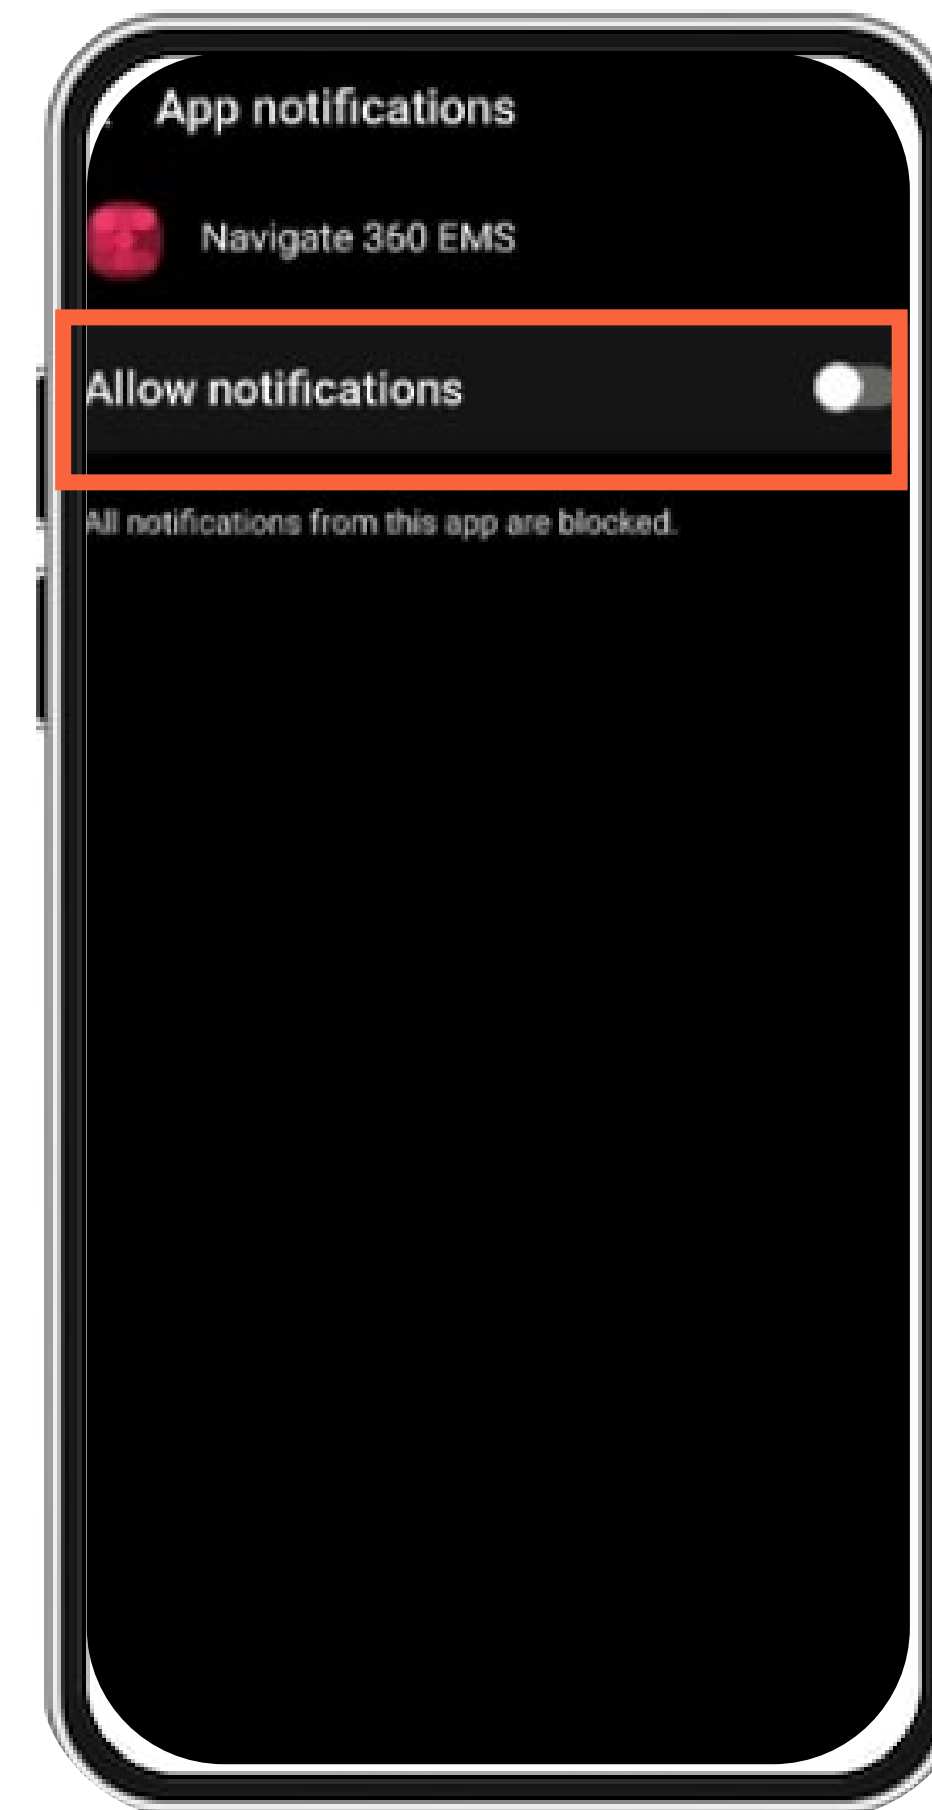 App notifications
Navigate 360 EMS
Allow notifications
All notifications from this app are blocked.